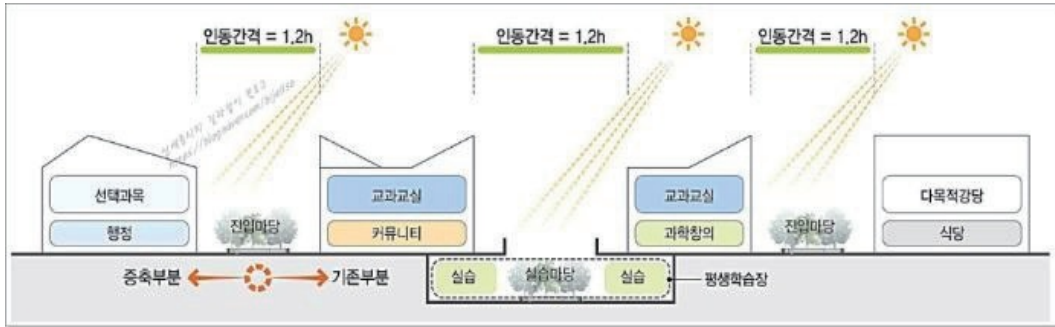 인동간격 = 1.2h
인동간격 = 1.2h
인동간격 = 1.2h
선택과목
교과교실
교과교실
다목적강당
행정
진입마당
커뮤니티
과학창의
진입마당
식당
증축부분
기존부분
실습
실습마당
실습
평생학습장